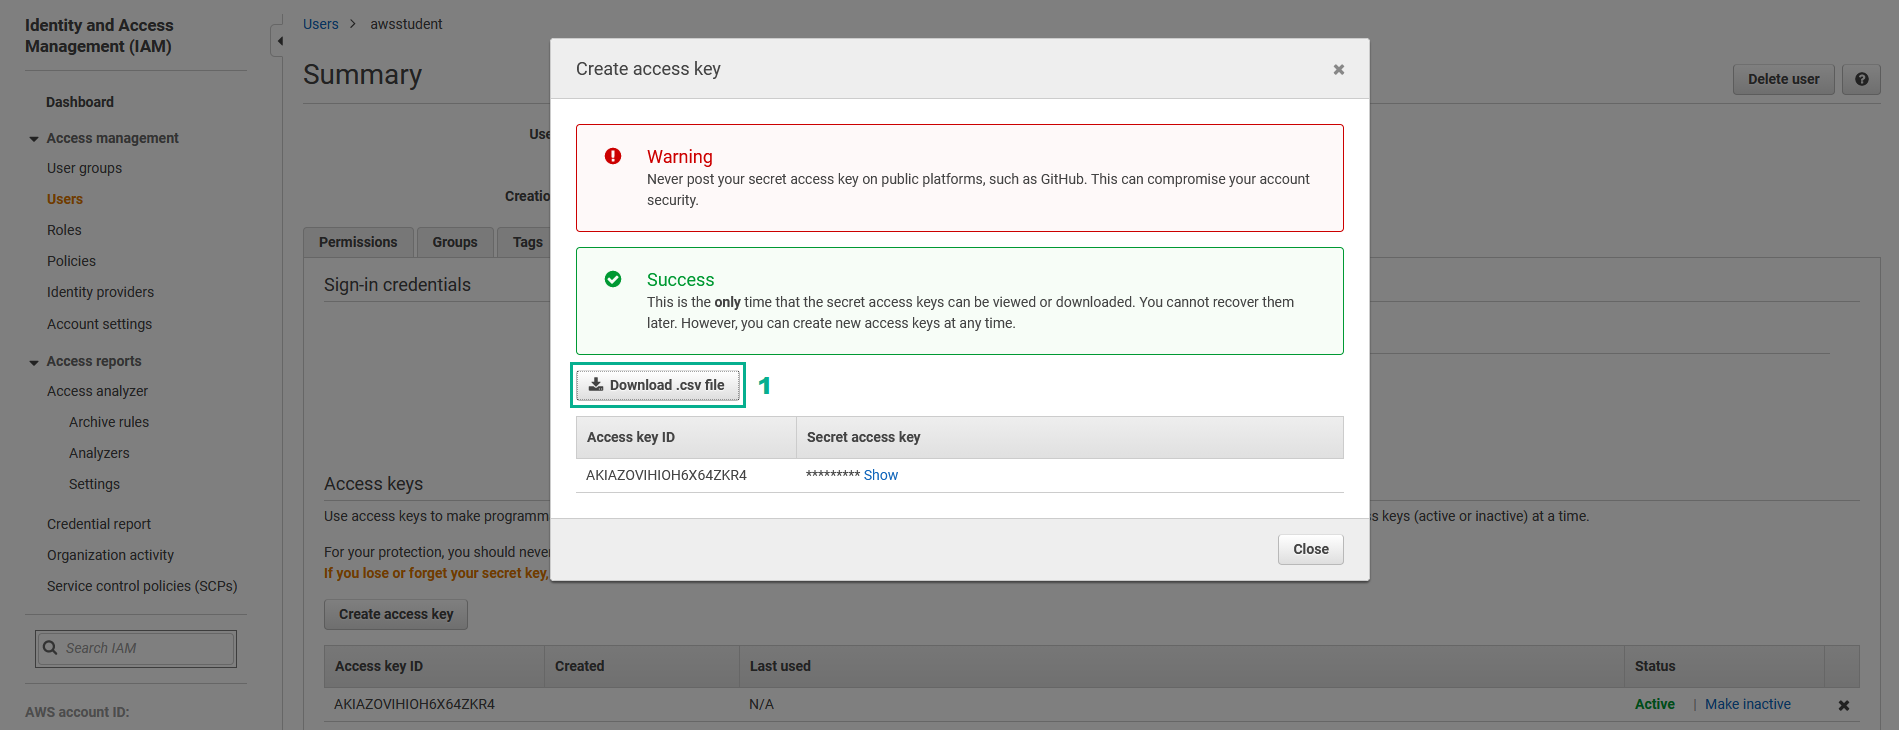 Identity and Access
Management (IAM)
Dashboard
Access management
User groups
Users
Roles
Policies
Identity providers
Account settings
Access reports
Access analyzer
Archive rules
Analyzers
Settings
Credential report
Organization activity
Service control policies (SCPs)
Search IAM
AWS account ID:
Users > awsstudent
Summary
Delete user
Use
Creatio
Permissions Groups Tags
Sign-in credentials
Access keys
Use access keys to make programm
s keys (active or inactive) at a time.
For your protection, you should neve
If you lose or forget your secret key,
Create access key
Access key ID Created Last used Status
AKIAZOVIHIOH6X64ZKR4 N/A Active | Make inactive
Create access key
Warning
Never post your secret access key on public platforms, such as GitHub. This can compromise your account
security.
Success
This is the only time that the secret access keys can be viewed or downloaded. You cannot recover them
later. However, you can create new access keys at any time.
Download .csv file 1
Access key ID Secret access key
AKIAZOVIHIOH6X64ZKR4 ********* Show
Close